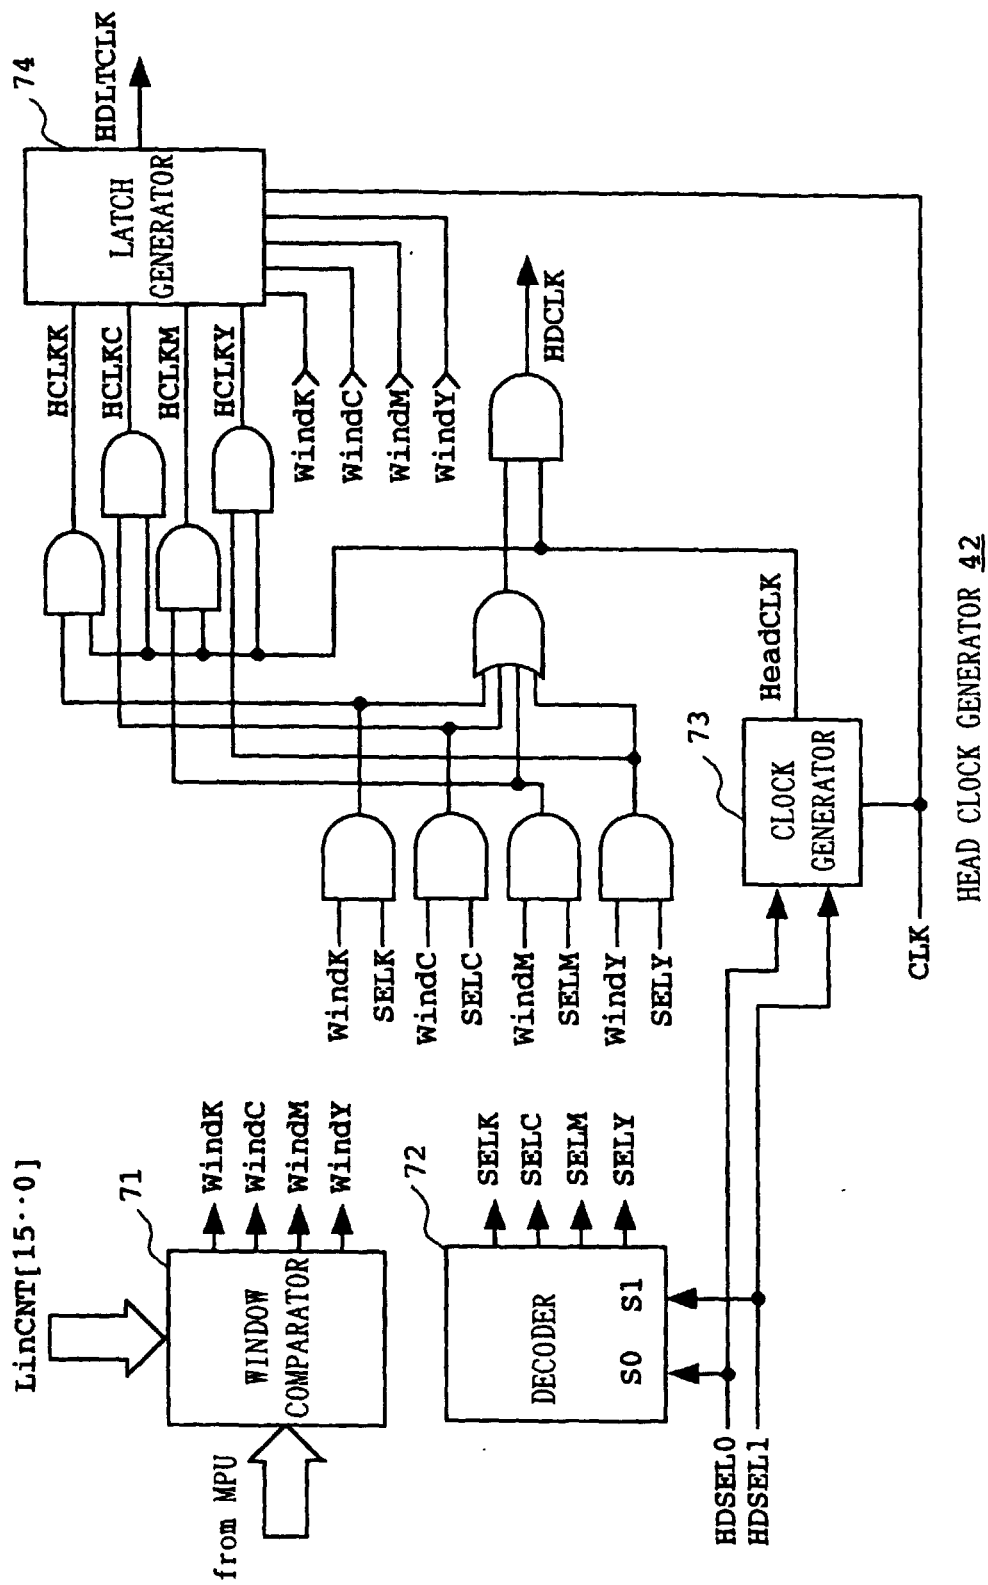 LinCNT[15··0]
from MPU
WINDOW
COMPARATOR
71
WindK
WindC
WindM
WindY
DECODER
S0 S1
72
SELK
SELC
SELM
SELY
HDSEL0
HDSEL1
WindK
SELK
WindC
SELC
WindM
SELM
WindY
SELY
CLK
CLOCK
GENERATOR
73
HeadCLK
HDCLK
HCLKK
HCLKC
HCLKM
HCLKY
WindK
WindC
WindM
WindY
LATCH
GENERATOR
74
HDLTCLK
HEAD CLOCK GENERATOR 42